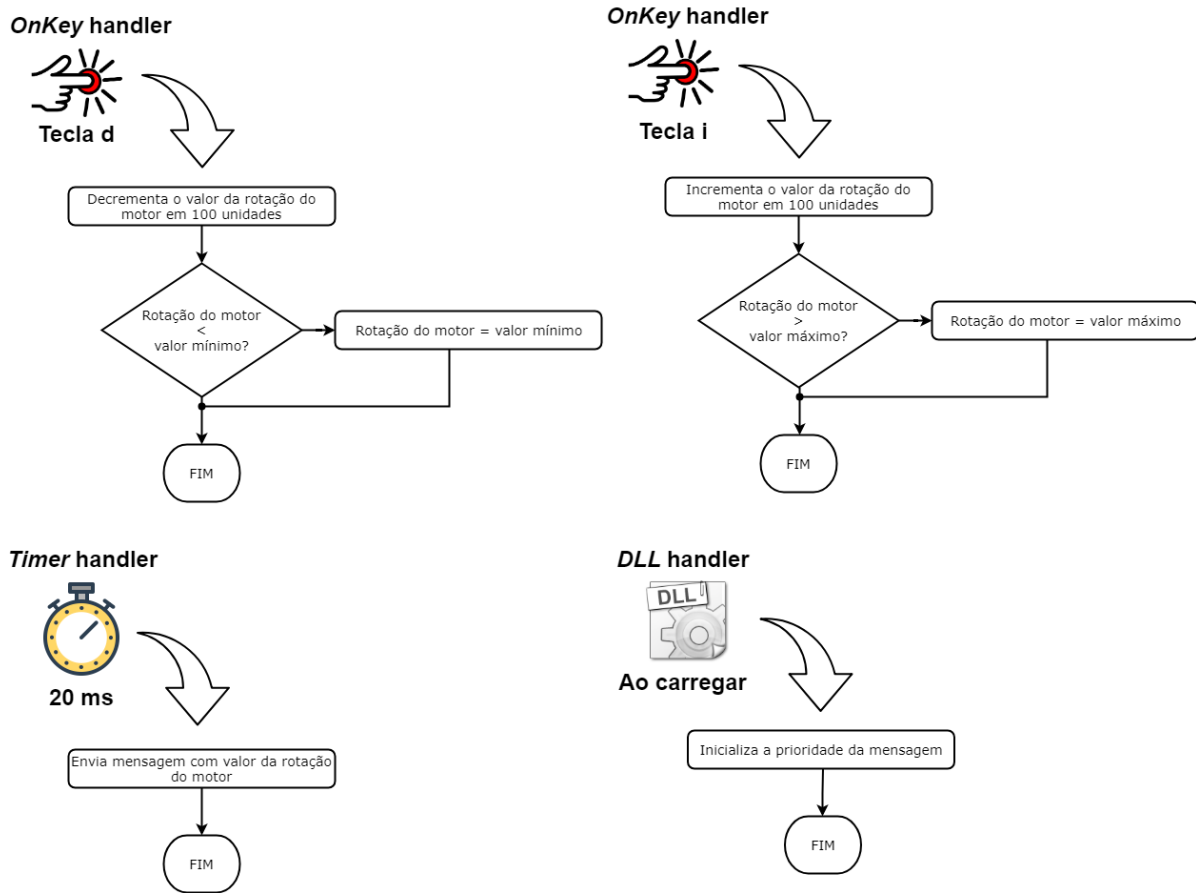 OnKey handler
Tecla d
Decrementa o valor da rotação do
motor em 100 unidades
Rotação do motor
<
valor mínimo?
Rotação do motor = valor mínimo
FIM
OnKey handler
Tecla i
Incrementa o valor da rotação do
motor em 100 unidades
Rotação do motor
>
valor máximo?
Rotação do motor = valor máximo
FIM
Timer handler
20 ms
Envia mensagem com valor da rotação
do motor
FIM
DLL handler
DLL
Ao carregar
Inicializa a prioridade da mensagem
FIM